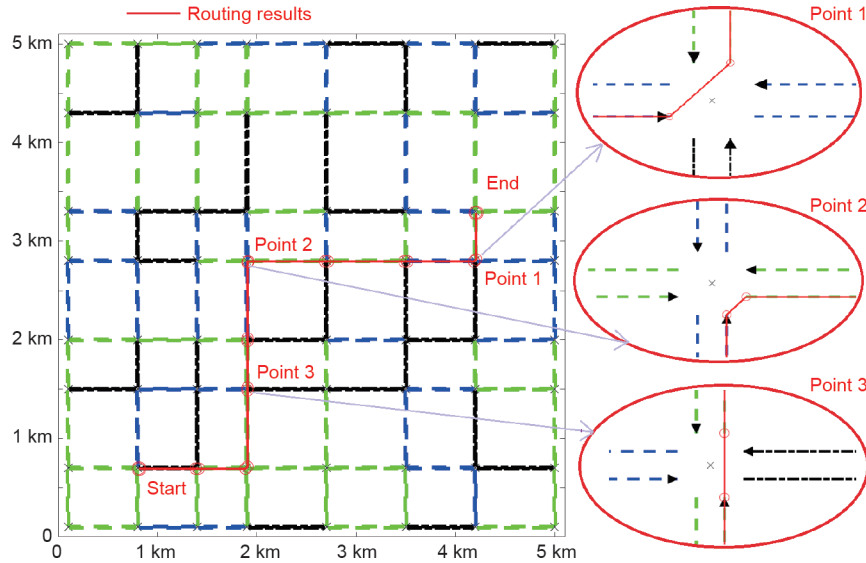 Routing results
Point 1
5 km
4 km
End
3 km
Point 2
Point 1
Point 2
2 km
Point 3
Point 3
1 km
Start
0
0
1 km
2 km
3 km
4 km
5 km